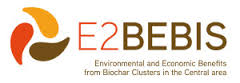 E2BEBIS
Environmental and Economic Benefits
from Biochar Clusters in the Central area